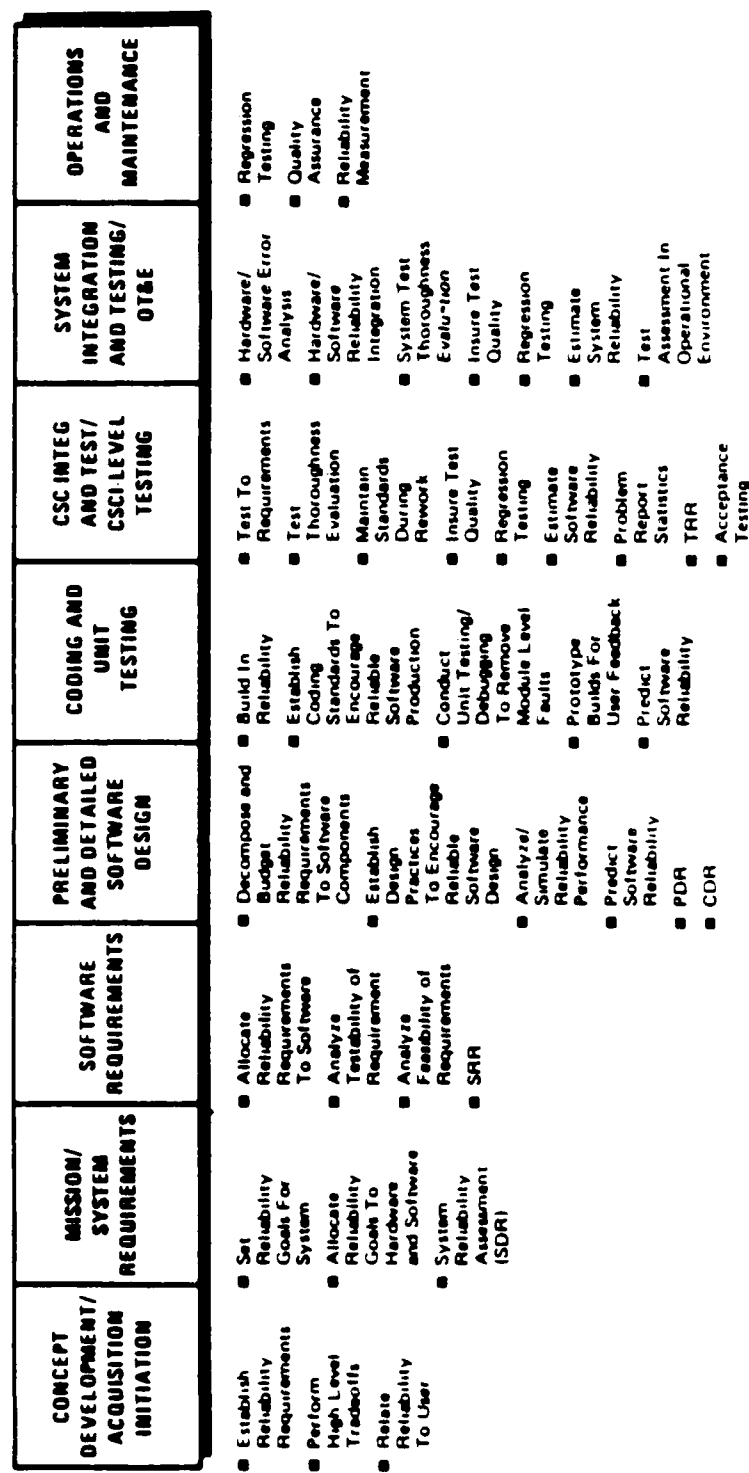 CONCEPT
DEVELOPMENT/
ACQUISITION
INITIATION
● Establish
Reliability
Requirements
● Perform
High Level
Tradeoffs
● Relate
Reliability
To User
MISSION/
SYSTEM
REQUIREMENTS
● Set
Reliability
Goals For
System
● Allocate
Reliability
Goals To
Hardware
and Software
● System
Reliability
Assessment
(SDR)
SOFTWARE
REQUIREMENTS
● Allocate
Reliability
Requirements
To Software
● Analyze
Testability of
Requirement
● Analyze
Feasibility of
Requirements
● SRR
PRELIMINARY
AND DETAILED
SOFTWARE
DESIGN
● Decompose and
Budget
Reliability
Requirements
To Software
Components
● Establish
Design
Practices
To Encourage
Reliable
Software
Design
● Analyze/
Simulate
Reliability
Performance
● Predict
Software
Reliability
● PDR
● CDR
CODING AND
UNIT
TESTING
● Build In
Reliability
● Establish
Coding
Standards To
Encourage
Reliable
Software
Production
● Conduct
Unit Testing/
Debugging
To Remove
Module Level
Faults
● Prototype
Builds For
User Feedback
● Predict
Software
Reliability
CSC INTEG
AND TEST/
CSCI-LEVEL
TESTING
● Test To
Requirements
● Test
Thoroughness
Evaluation
● Maintain
Standards
During
Rework
● Insure Test
Quality
● Regression
Testing
● Estimate
Software
Reliability
● Problem
Report
Statistics
● TRR
● Acceptance
Testing
SYSTEM
INTEGRATION
AND TESTING/
OT&E
● Hardware/
Software Error
Analysis
● Hardware/
Software
Reliability
Integration
● System Test
Thoroughness
Evaluation
● Insure Test
Quality
● Regression
Testing
● Estimate
System
Reliability
● Test
Assessment In
Operational
Environment
OPERATIONS
AND
MAINTENANCE
● Regression
Testing
● Quality
Assurance
● Reliability
Measurement